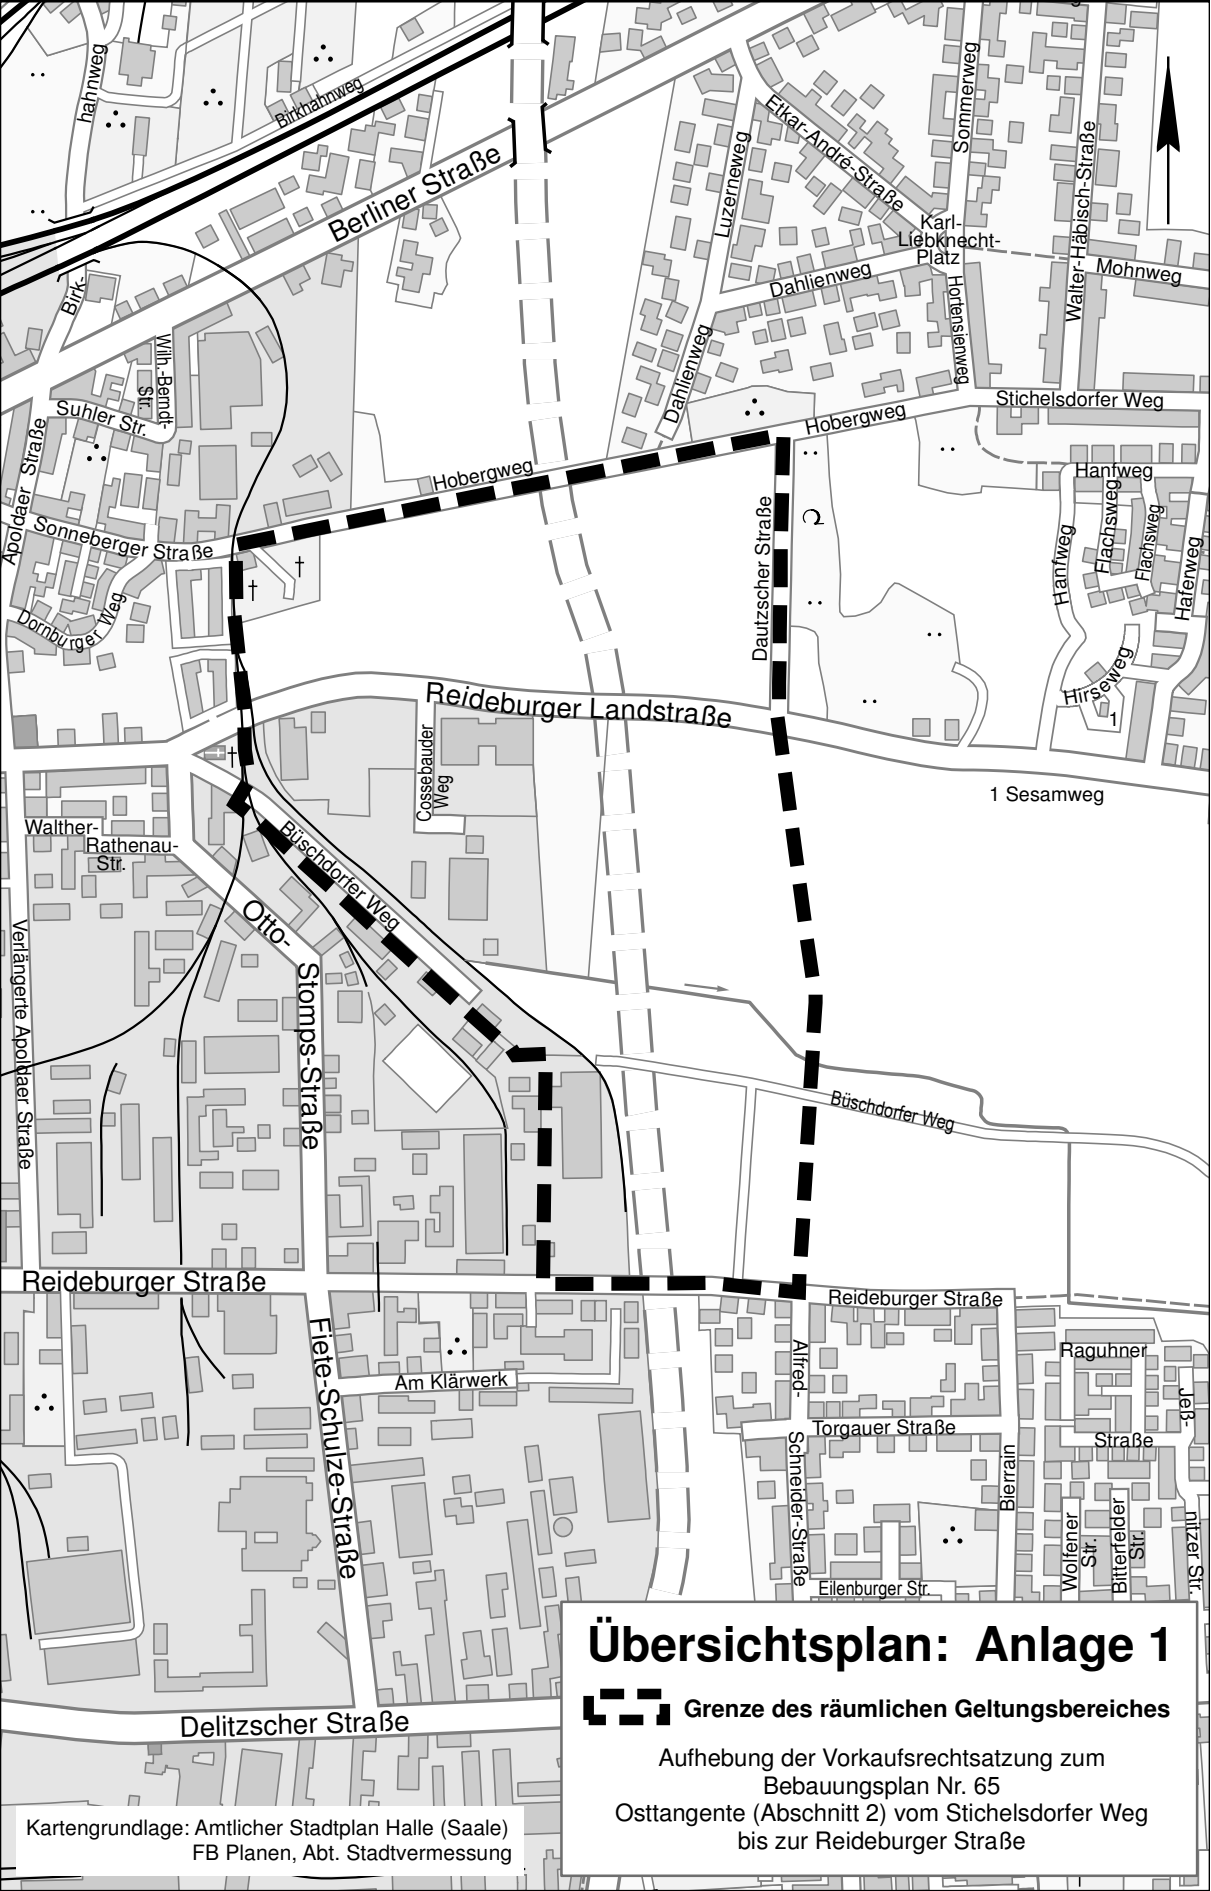 hahnweg
Birkhahnweg
Berliner Straße
Birk-
Wilh.-Berndt-
Str.
Suhler Str.
Apoldaer Straße
Sonneberger Straße
Dornburger Weg
Etkar-André-Straße
Luzerneweg
Sommerweg
Walter-Häbisch-Straße
Karl-
Liebknecht-
Platz
Mohnweg
Dahlienweg
Dahlienweg
Hortensienweg
Stichelsdorfer Weg
Hobergweg
Hobergweg
Hanfweg
Hanfweg
Flachsweg
Flachsweg
Haferweg
Hirseweg
1
1 Sesamweg
Dautzscher Straße
Reideburger Landstraße
Cossebauder
Weg
Walther-
Rathenau-
Str.
Büschdorfer Weg
Otto-
Stomps-Straße
Verlängerte Apoldaer Straße
Büschdorfer Weg
Reideburger Straße
Reideburger Straße
Fiete-Schulze-Straße
Am Klärwerk
Alfred-
Schneider-Straße
Torgauer Straße
Bierrain
Raguhner
Straße
Jeß-
nitzer Str.
Wolfener
Str.
Bitterfelder
Str.
Eilenburger Str.
Delitzscher Straße
Übersichtsplan: Anlage 1
Grenze des räumlichen Geltungsbereiches
Aufhebung der Vorkaufsrechtsatzung zum
Bebauungsplan Nr. 65
Osttangente (Abschnitt 2) vom Stichelsdorfer Weg
bis zur Reideburger Straße
Kartengrundlage: Amtlicher Stadtplan Halle (Saale)
FB Planen, Abt. Stadtvermessung